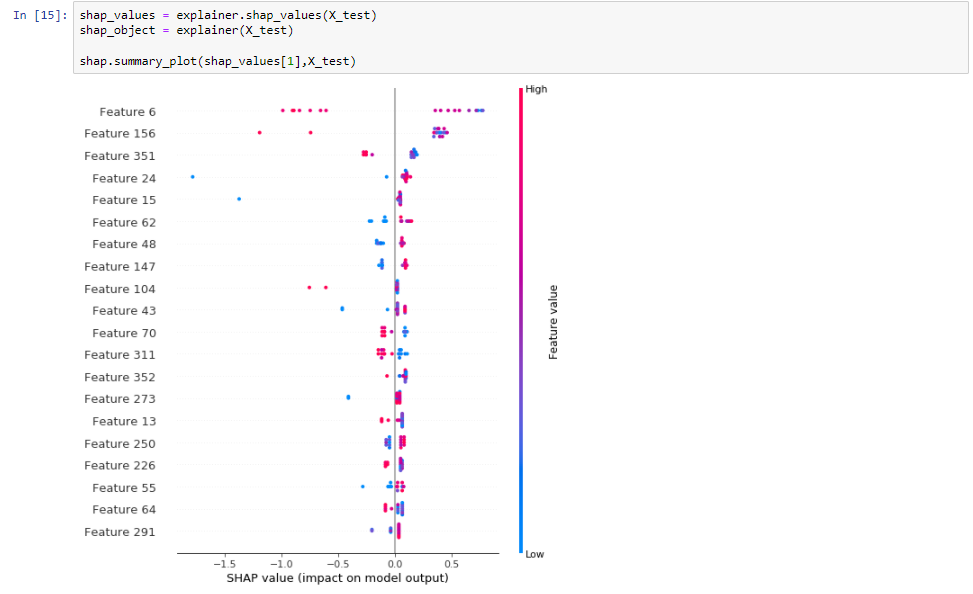 In [15]: shap_values = explainer.shap_values(X_test)
shap_object = explainer(X_test)
shap.summary_plot(shap_values[1],X_test)
High
Feature 6
Feature 156
Feature 351
Feature 24
Feature 15
Feature 62
Feature 48
Feature 147
Feature 104
Feature 43
Feature 70
Feature 311
Feature 352
Feature 273
Feature 13
Feature 250
Feature 226
Feature 55
Feature 64
Feature 291
Feature value
Low
−1.5 −1.0 −0.5 0.0 0.5
SHAP value (impact on model output)